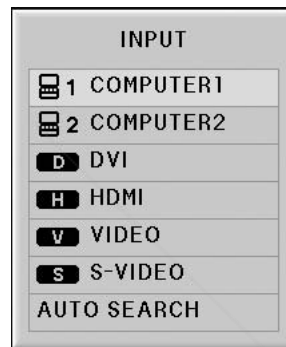 INPUT
1 COMPUTER1
2 COMPUTER2
D DVI
H HDMI
V VIDEO
S S-VIDEO
AUTO SEARCH